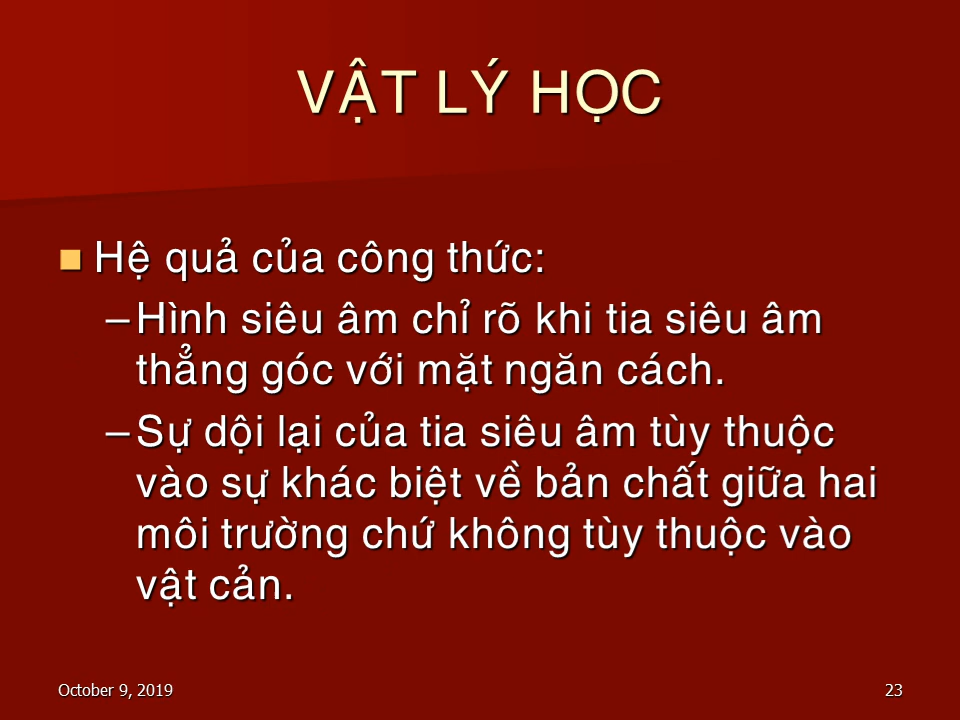 VẬT LÝ HỌC
Hệ quả của công thức:
– Hình siêu âm chỉ rõ khi tia siêu âm
thẳng góc với mặt ngăn cách.
– Sự dội lại của tia siêu âm tùy thuộc
vào sự khác biệt về bản chất giữa hai
môi trường chứ không tùy thuộc vào
vật cản.
October 9, 2019 23